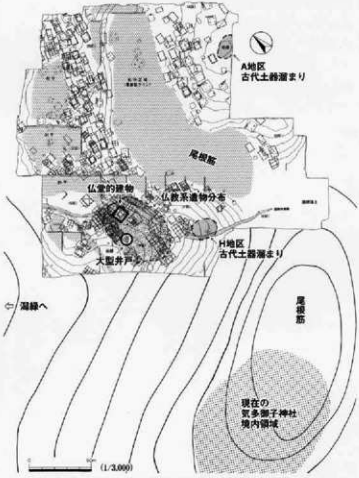 A地区
古代土器溜まり
尾根筋
仏堂的建物
仏教系遺物分布
大型井戸
H地区
古代土器溜まり
⇐ 潟縁へ
尾根筋
現在の
気多御子神社
境内領域
0
(1/3,000)